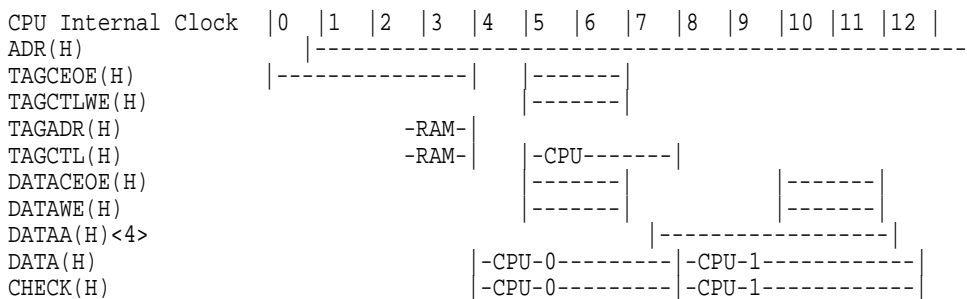 CPU Internal Clock |0 |1 |2 |3 |4 |5 |6 |7 |8 |9 |10 |11 |12 |
ADR(H) |---------------------------------------------------
TAGCEOE(H) |---------------| |-------|
TAGCTLWE(H) |-------|
TAGADR(H) -RAM-|
TAGCTL(H) -RAM-| |-CPU-------|
DATACEOE(H) |-------| |-------|
DATAWE(H) |-------| |-------|
DATAA(H)<4> |------------------|
DATA(H) |-CPU-0---------|-CPU-1------------|
CHECK(H) |-CPU-0---------|-CPU-1------------|